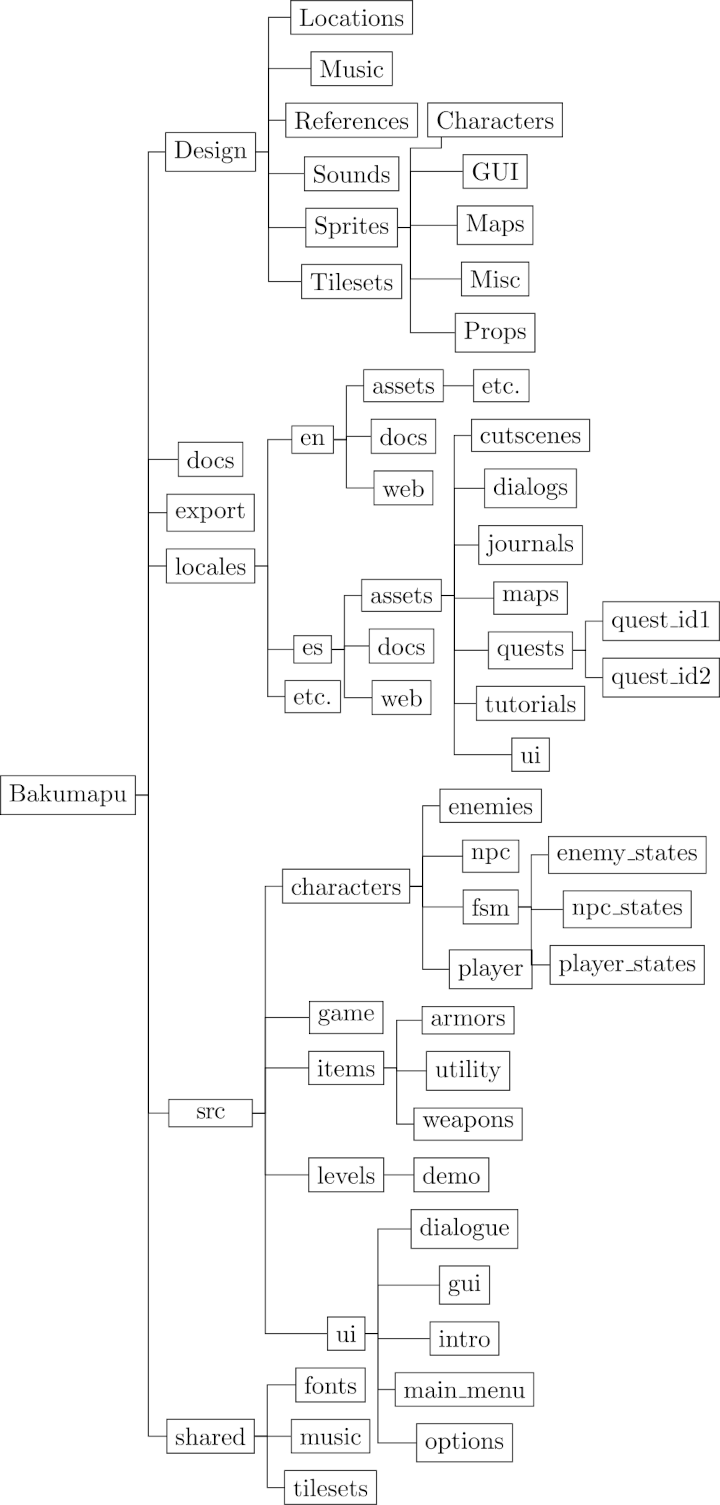 Bakumapu
Design
Locations
Music
References
Sounds
Sprites
Characters
GUI
Maps
Misc
Props
Tilesets
docs
export
locales
en
assets
etc.
docs
web
es
assets
cutscenes
dialogs
journals
maps
quests
quest_id1
quest_id2
tutorials
ui
docs
web
etc.
src
characters
enemies
npc
fsm
enemy_states
npc_states
player_states
player
game
items
armors
utility
weapons
levels
demo
ui
dialogue
gui
intro
main_menu
options
shared
fonts
music
tilesets